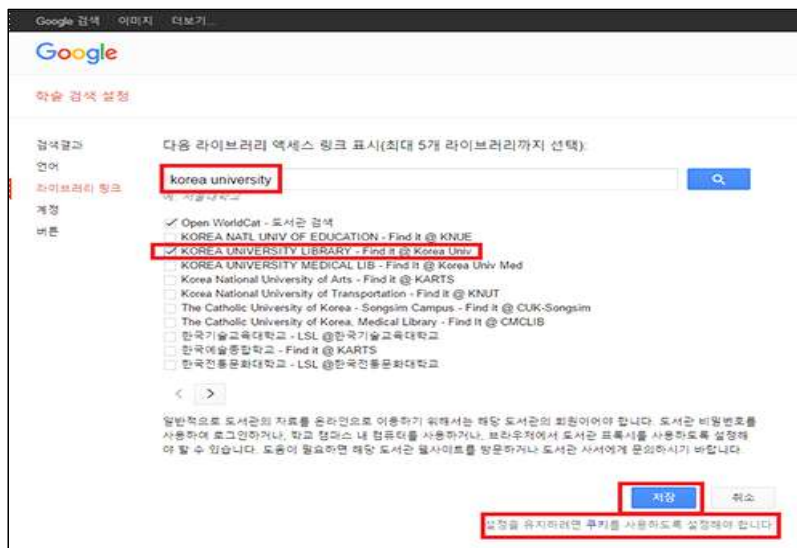 Google 검색 이미지 더보기...
Google
학술 검색 설정
검색결과
언어
라이브러리 링크
계정
버튼
다음 라이브러리 액세스 링크 표시(최대 5개 라이브러리까지 선택):
korea university
예: 서울대학교
Open WorldCat - 도서관 검색
KOREA NATL UNIV OF EDUCATION - Find it @ KNUE
KOREA UNIVERSITY LIBRARY - Find it @ Korea Univ
KOREA UNIVERSITY MEDICAL LIB - Find it @ Korea Univ Med
Korea National University of Arts - Find it @ KARTS
Korea National University of Transportation - Find it @ KNUT
The Catholic University of Korea - Songsim Campus - Find it @ CUK-Songsim
The Catholic University of Korea, Medical Library - Find It @ CMCLIB
한국기술교육대학교 - LSL @한국기술교육대학교
한국예술종합학교 - Find it @ KARTS
한국전통문화대학교 - LSL @한국전통문화대학교
일반적으로 도서관의 자료를 온라인으로 이용하기 위해서는 해당 도서관의 회원이어야 합니다. 도서관 비밀번호를
사용하여 로그인하거나, 학교 캠퍼스 내 컴퓨터를 사용하거나, 브라우저에서 도서관 프록시를 사용하도록 설정해
야 할 수 있습니다. 도움이 필요하면 해당 도서관 웹사이트를 방문하거나 도서관 사서에게 문의하시기 바랍니다.
저장 취소
설정을 유지하려면 쿠키를 사용하도록 설정해야 합니다.